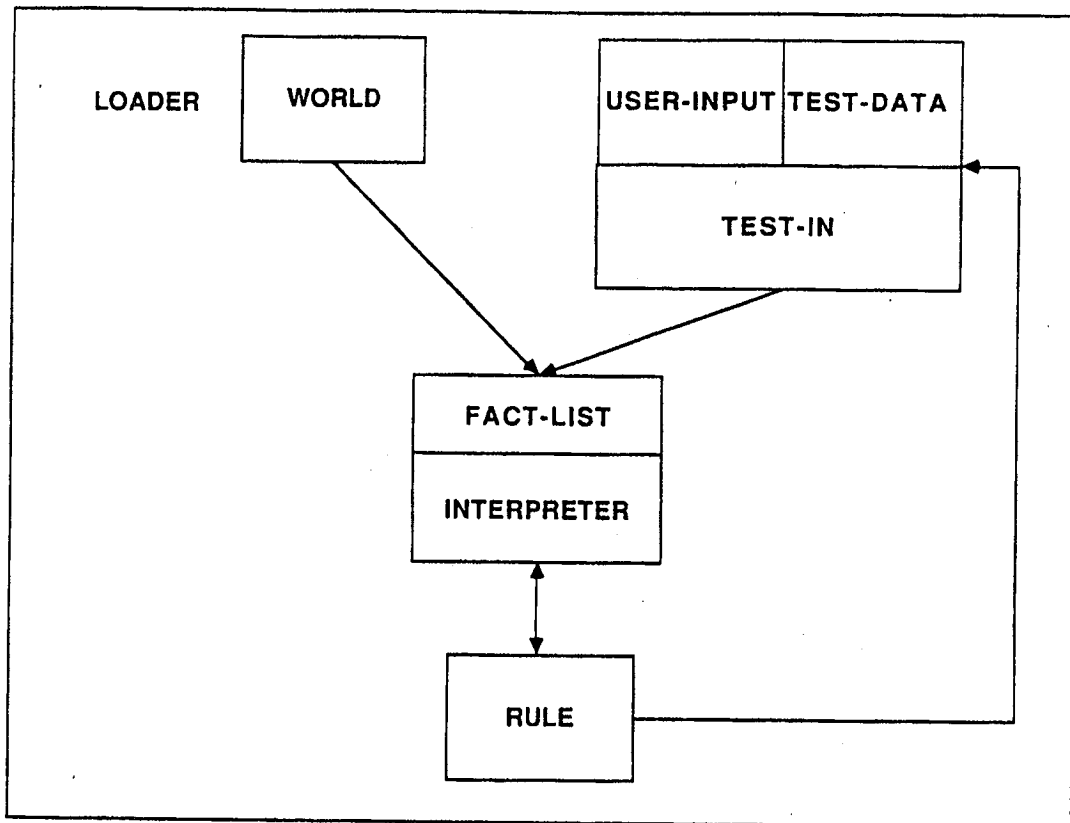 LOADER
WORLD
USER-INPUT
TEST-DATA
TEST-IN
FACT-LIST
INTERPRETER
RULE